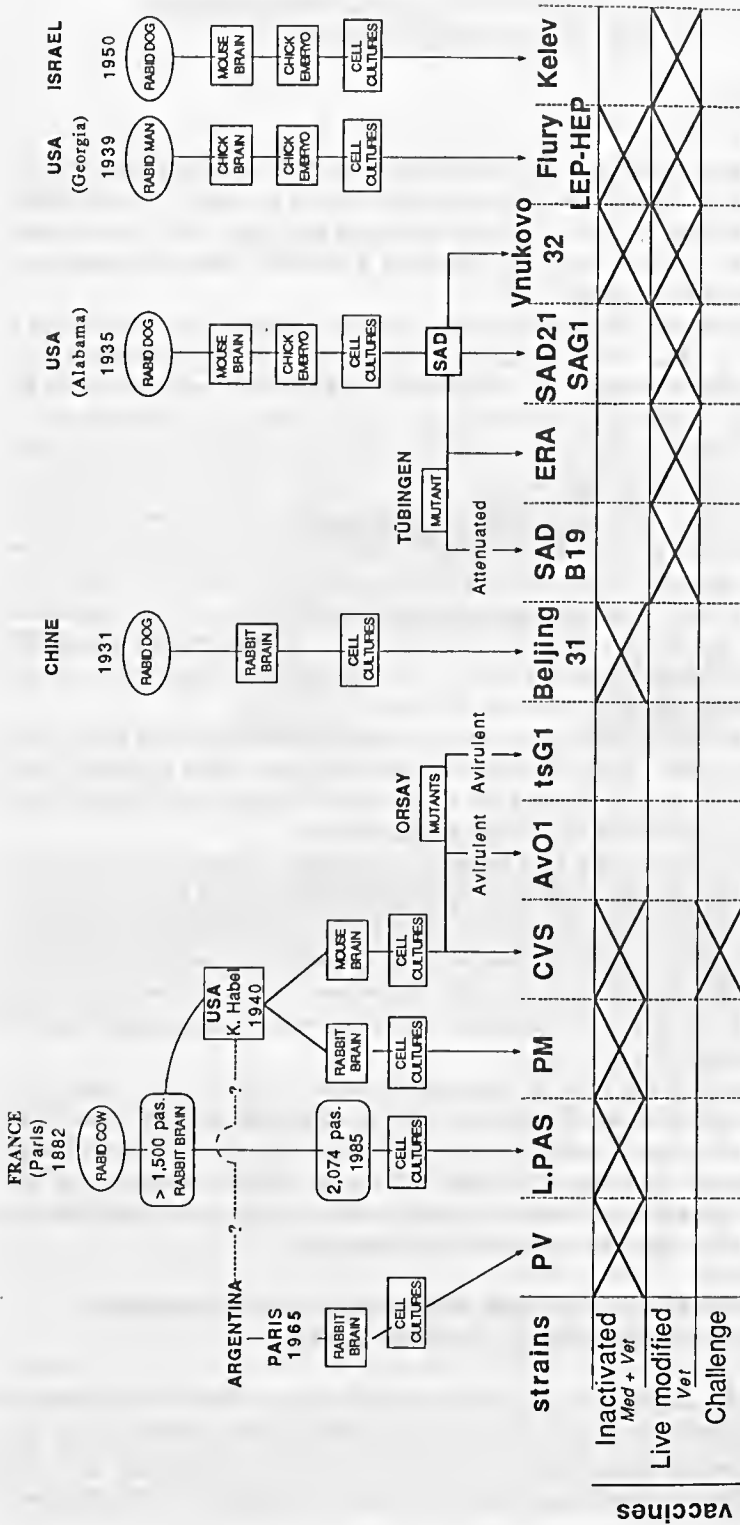 FRANCE
(Paris)
1882
RABID COW
> 1,500 pas.
RABBIT BRAIN
USA
K. Habel
1940
-?-
-?-
ARGENTINA
PARIS
1965
RABBIT
BRAIN
CELL
CULTURES
2,074 pas.
1985
CELL
CULTURES
RABBIT
BRAIN
CELL
CULTURES
MOUSE
BRAIN
CELL
CULTURES
ORSAY
MUTANTS
Avirulent
Avirulent
CHINE
1931
RABID DOG
RABBIT
BRAIN
CELL
CULTURES
USA
(Alabama)
1935
RABID DOG
MOUSE
BRAIN
CHICK
EMBRYO
CELL
CULTURES
SAD
TÜBINGEN
MUTANT
Attenuated
USA
(Georgia)
1939
RABID MAN
CHICK
BRAIN
CHICK
EMBRYO
CELL
CULTURES
ISRAEL
1950
RABID DOG
MOUSE
BRAIN
CHICK
EMBRYO
CELL
CULTURES
strains
PV
L.PAS
PM
CVS
AvO1
tsG1
Beijing
31
SAD
B19
ERA
SAD21
SAG1
Vnukovo
32
Flury
LEP-HEP
Kelev
vaccines
Inactivated
Med + Vet
Live modified
Vet
Challenge